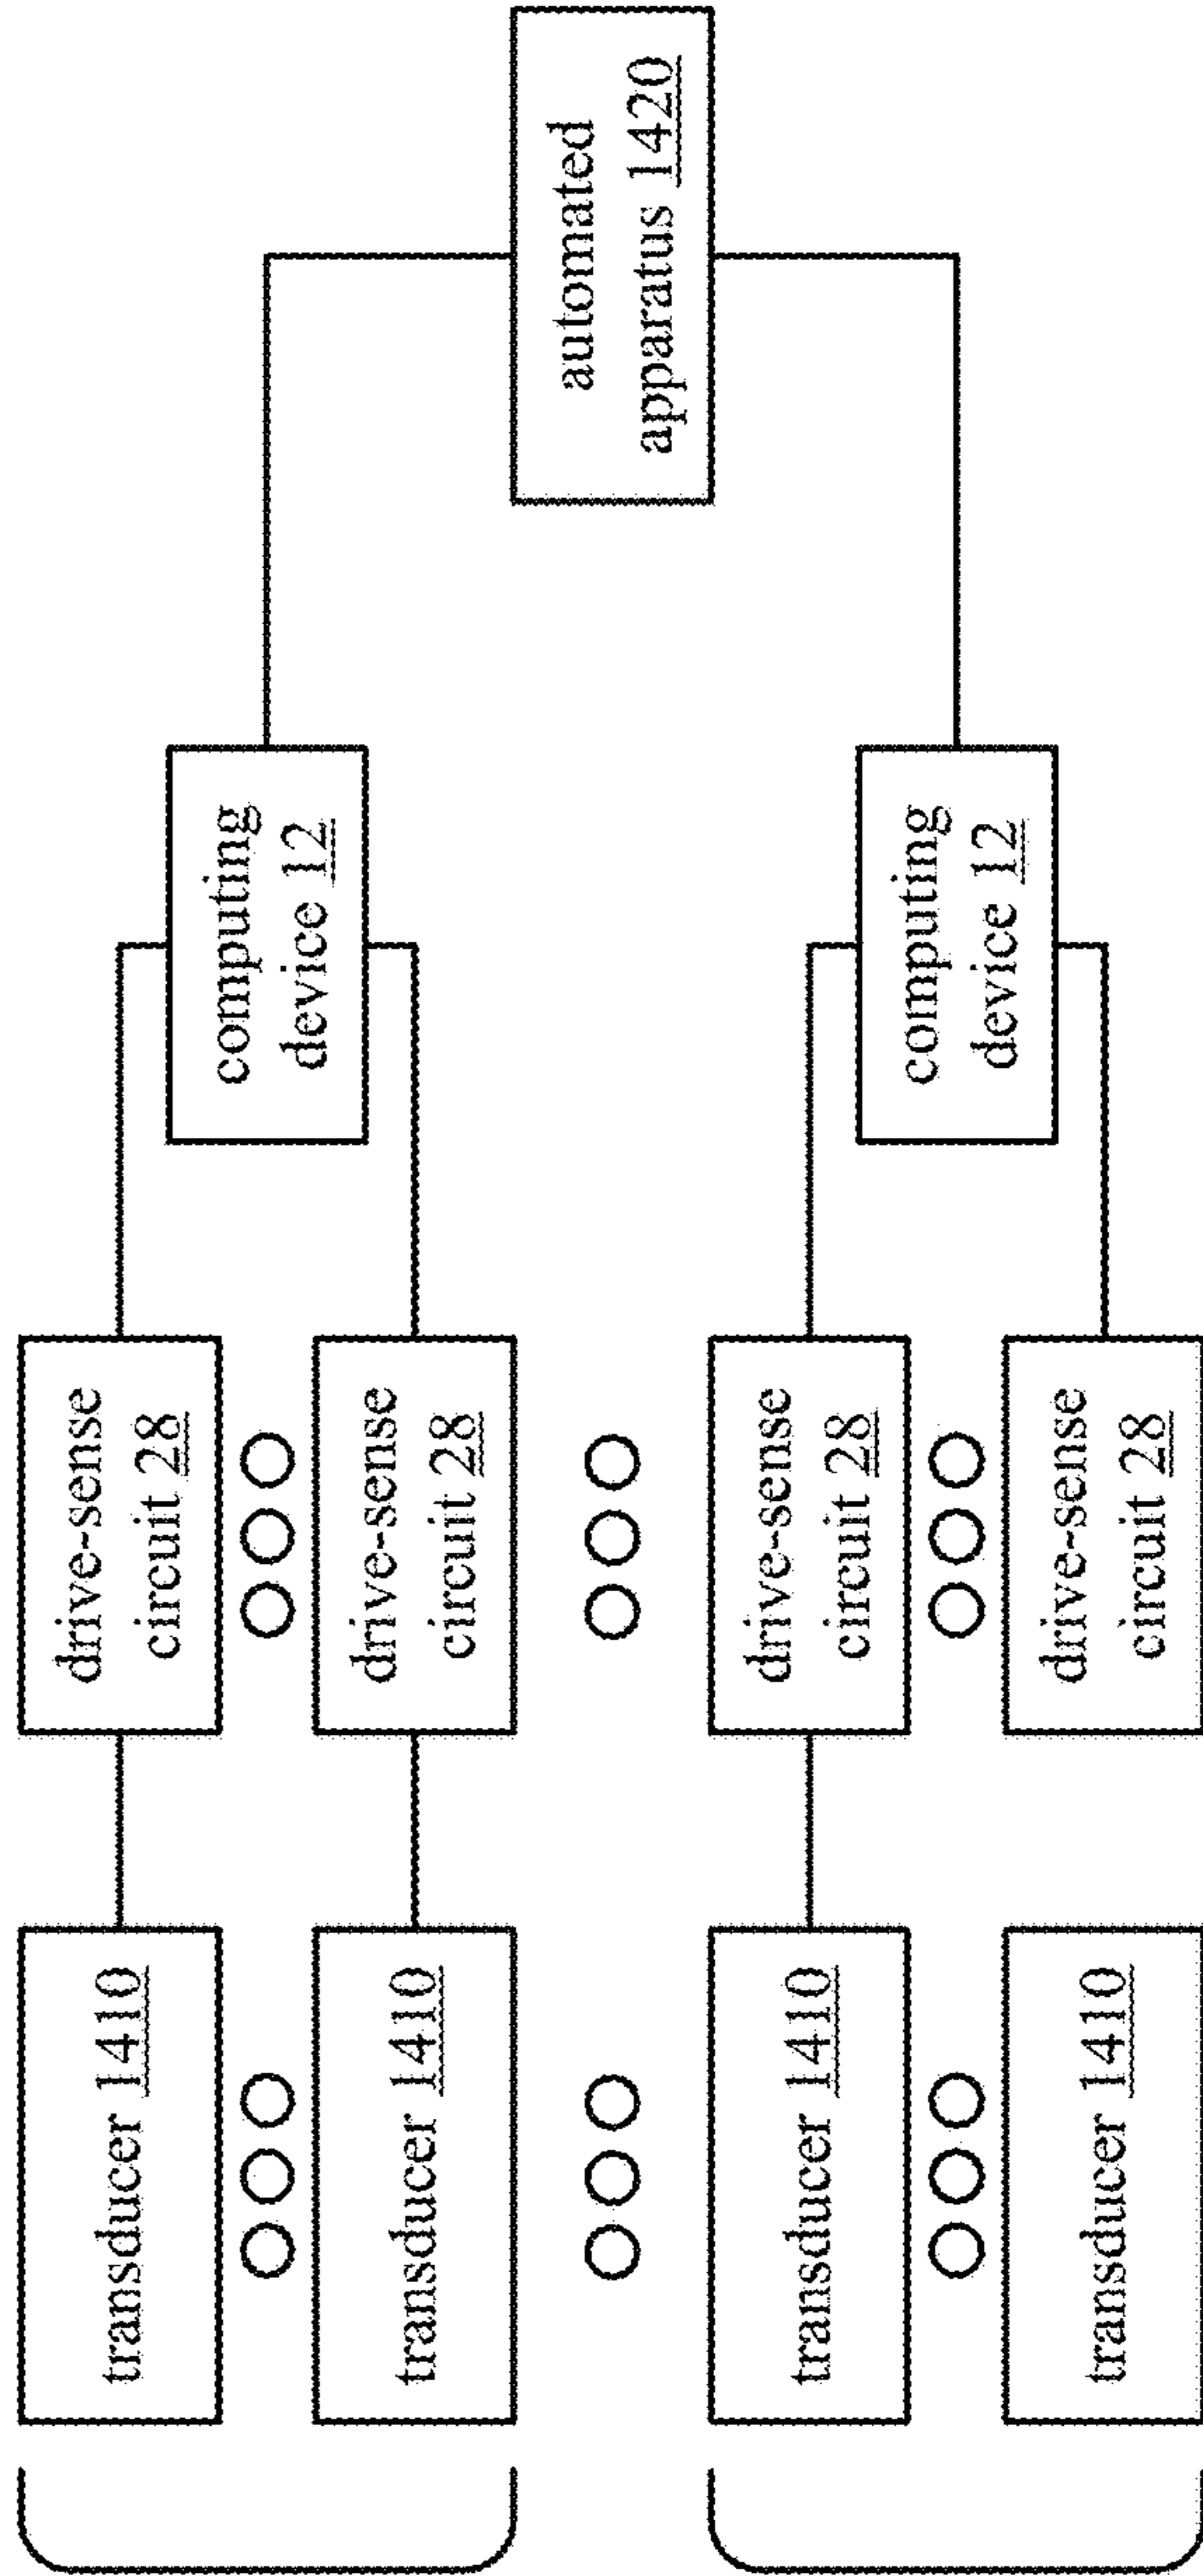 transducer 1410
drive-sense
circuit 28
computing
device 12
transducer 1410
drive-sense
circuit 28
automated
apparatus 1420
transducer 1410
drive-sense
circuit 28
computing
device 12
transducer 1410
drive-sense
circuit 28